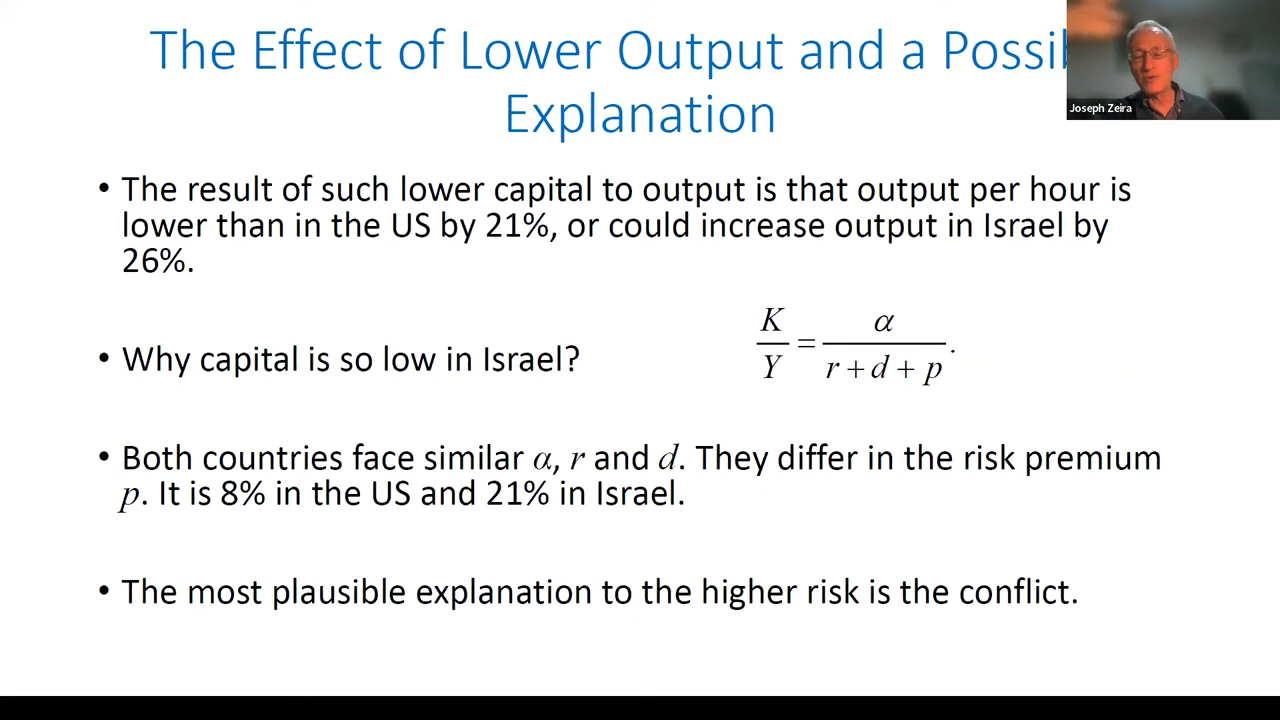 The Effect of Lower Output and a Possib
Explanation
Joseph Zeira
• The result of such lower capital to output is that output per hour is
lower than in the US by 21%, or could increase output in Israel by
26%.
• Why capital is so low in Israel?
K/Y = α/(r + d + p).
• Both countries face similar α, r and d. They differ in the risk premium
p. It is 8% in the US and 21% in Israel.
• The most plausible explanation to the higher risk is the conflict.